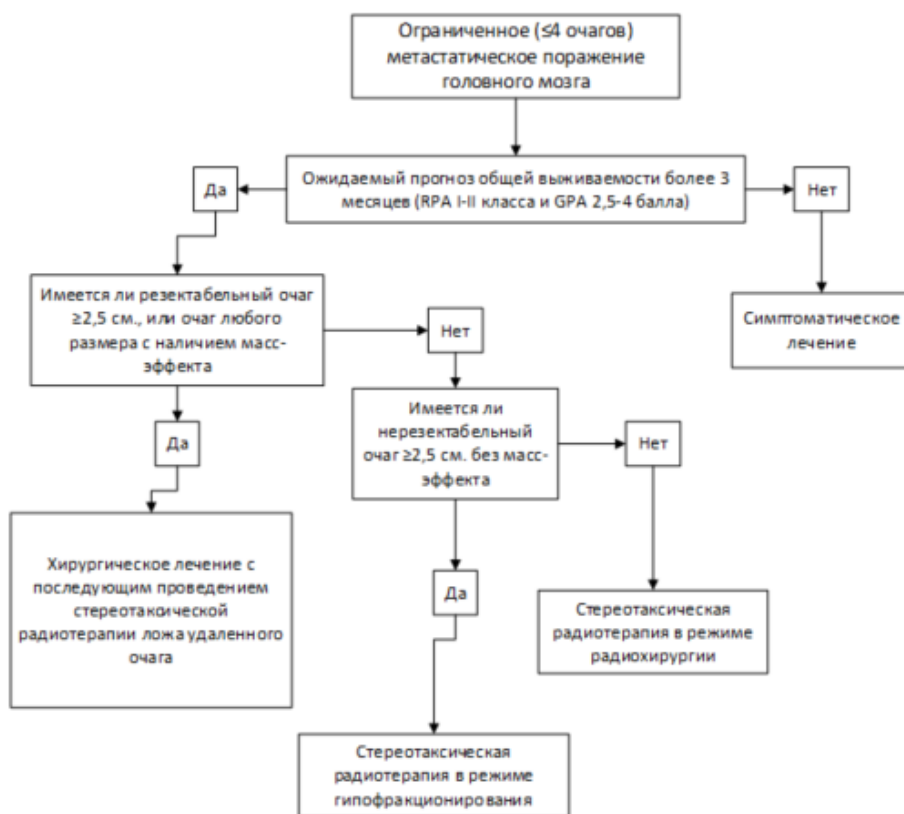 Ограниченное (≤4 очагов)
метастатическое поражение
головного мозга
Да
Ожидаемый прогноз общей выживаемости более 3
месяцев (RPA I-II класса и GPA 2,5-4 балла)
Нет
Имеется ли резектабельный очаг
≥2,5 см., или очаг любого
размера с наличием масс-
эффекта
Нет
Симптоматическое
лечение
Да
Имеется ли
нерезектабельный
очаг ≥2,5 см. без масс-
эффекта
Нет
Хирургическое лечение с
последующим проведением
стереотаксической
радиотерапии ложа удаленного
очага
Да
Стереотаксическая
радиотерапия в режиме
радиохирургии
Стереотаксическая
радиотерапия в режиме
гипофракционирования